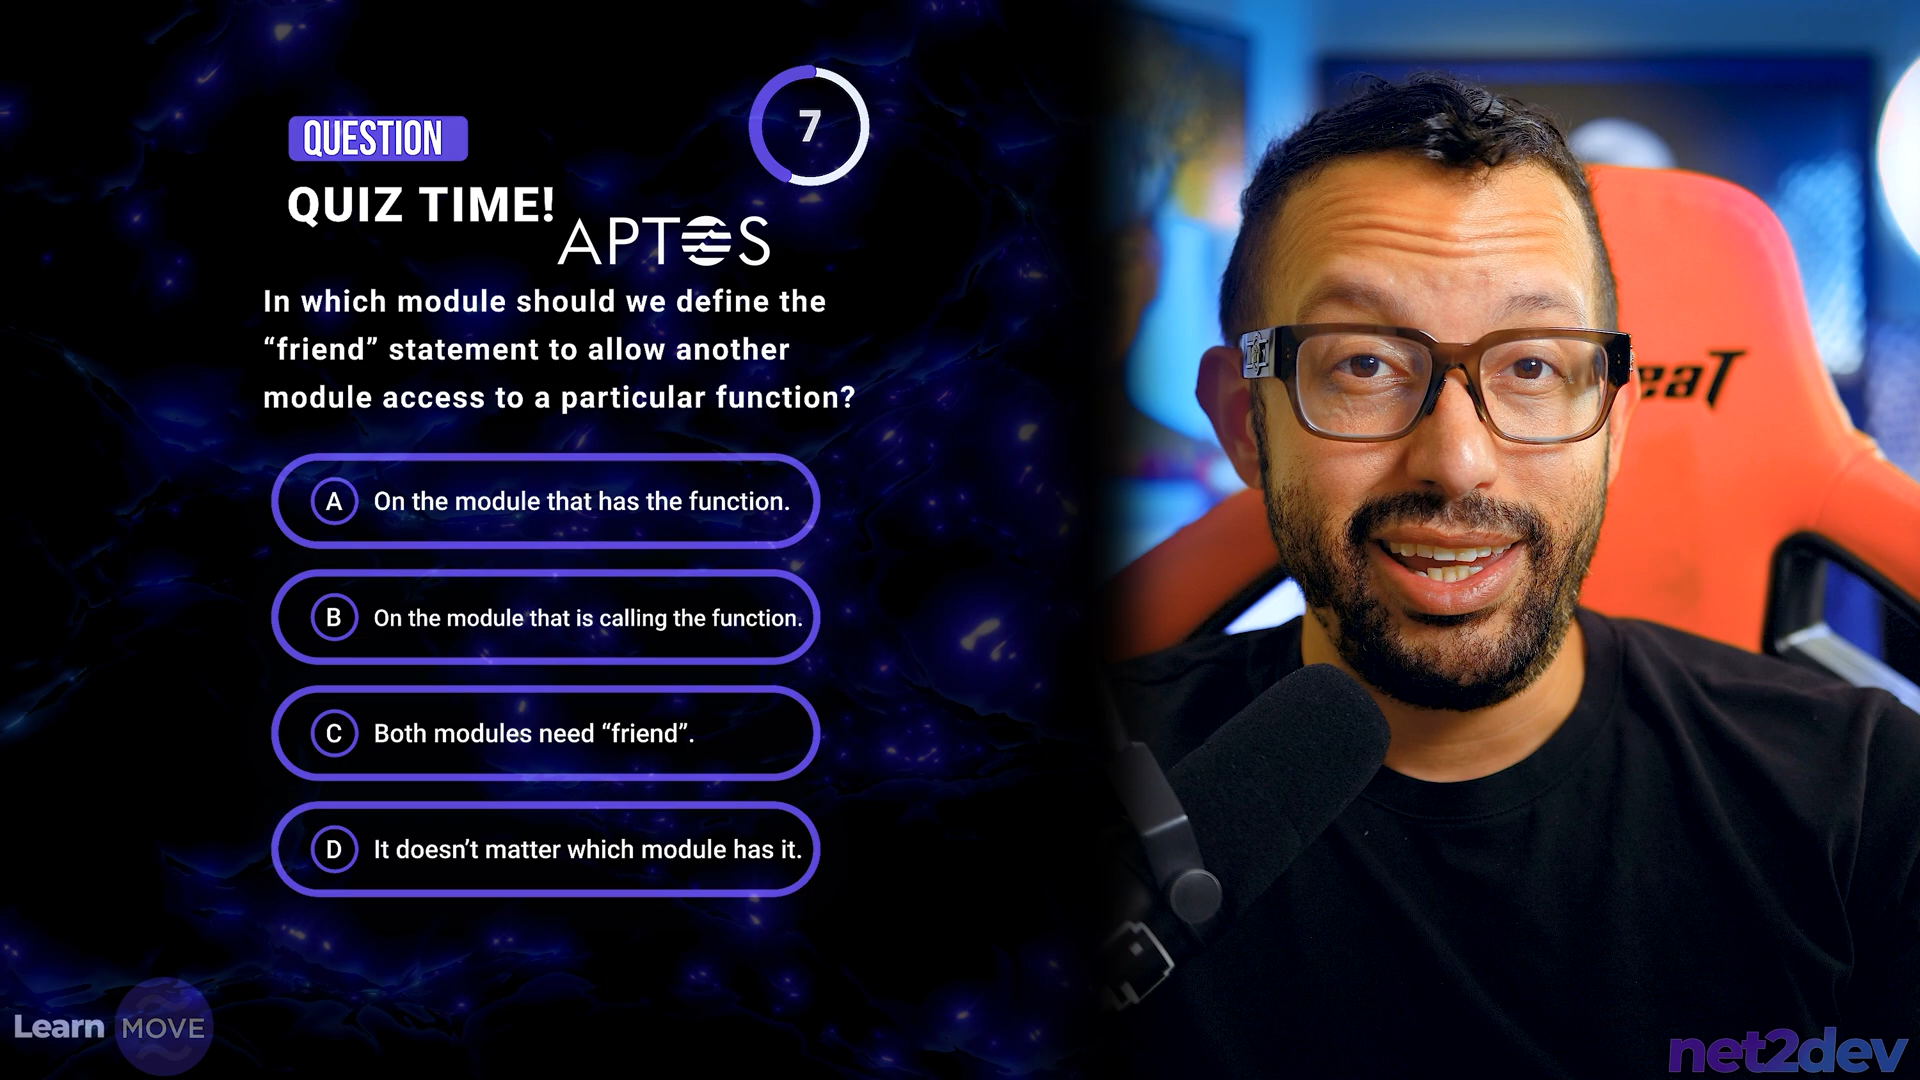 QUESTION
7
QUIZ TIME!
APTOS
In which module should we define the
“friend” statement to allow another
module access to a particular function?
A On the module that has the function.
B On the module that is calling the function.
C Both modules need “friend”.
D It doesn’t matter which module has it.
eaT
Learn MOVE
net2dev